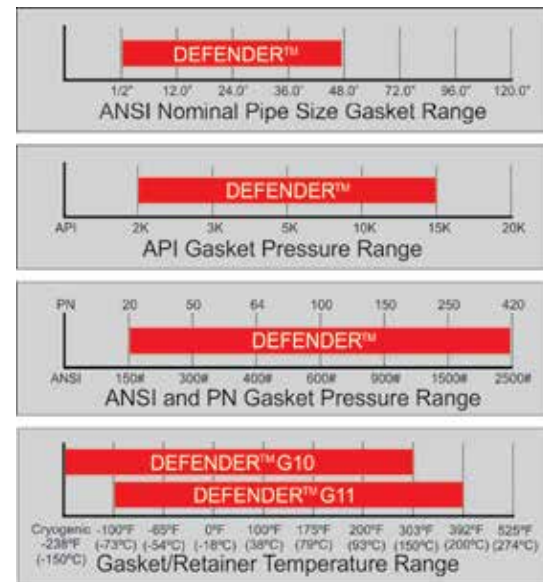 DEFENDER™
1/2" 12.0" 24.0" 36.0" 48.0" 72.0" 96.0" 120.0"
ANSI Nominal Pipe Size Gasket Range
DEFENDER™
API 2K 3K 5K 10K 15K 20K
API Gasket Pressure Range
PN 20 50 64 100 150 250 420
DEFENDER™
ANSI 150# 300# 400# 600# 900# 1500# 2500#
ANSI and PN Gasket Pressure Range
DEFENDER™ G10
DEFENDER™ G11
Cryogenic -100°F -65°F 0°F 100°F 175°F 200°F 303°F 392°F 525°F
-238°F (-73°C) (-54°C) (-18°C) (38°C) (79°C) (93°C) (150°C) (200°C) (274°C)
(-150°C) Gasket/Retainer Temperature Range